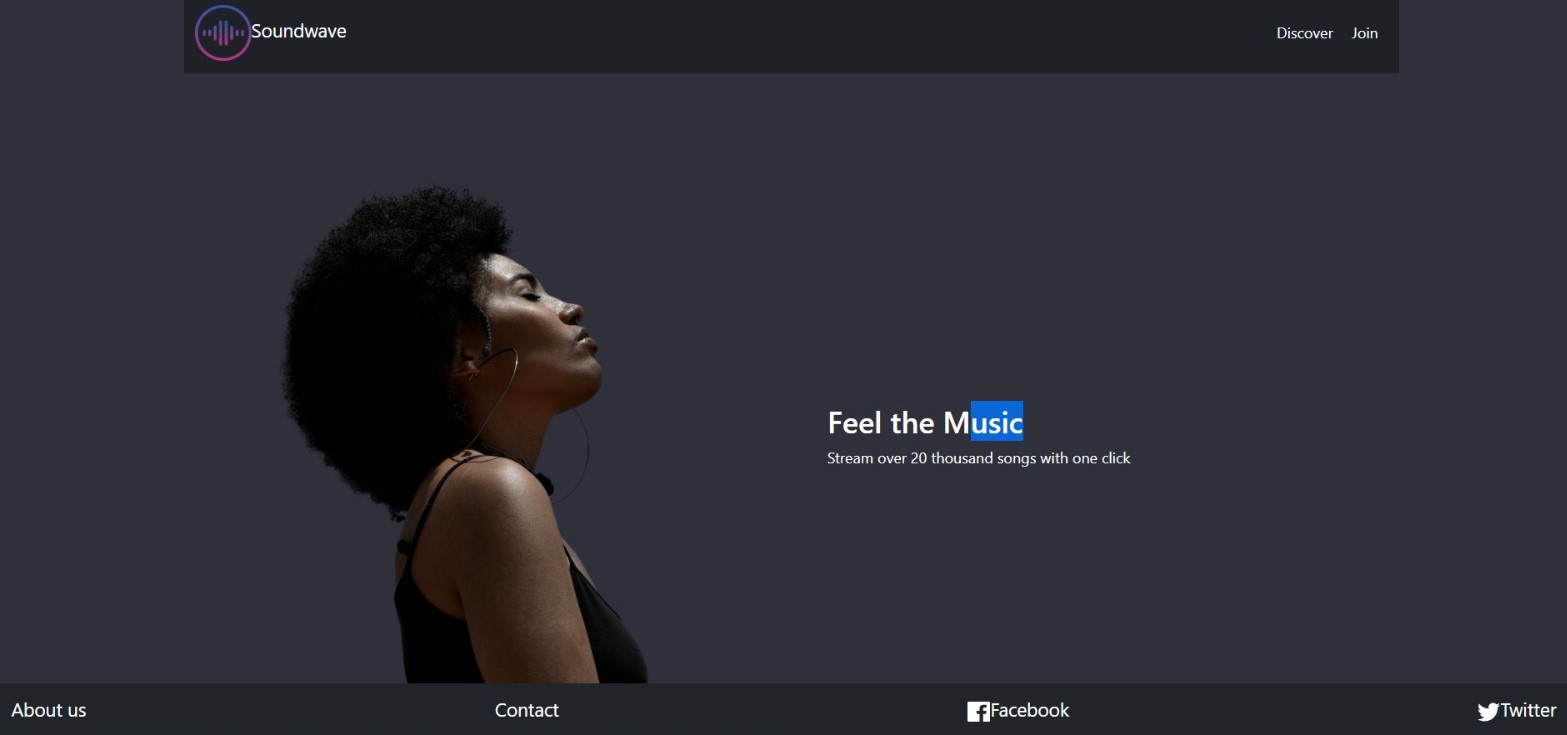 Soundwave
Discover Join
Feel the Music
Stream over 20 thousand songs with one click
About us Contact Facebook Twitter